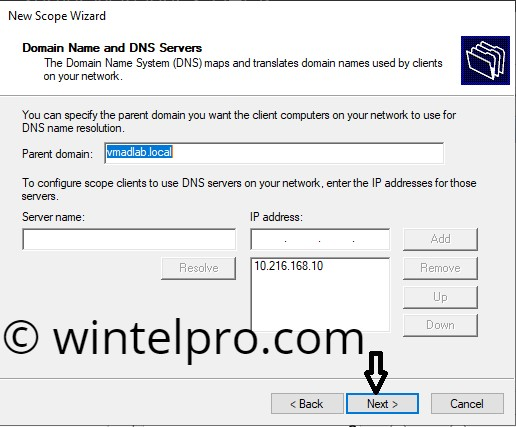 New Scope Wizard
Domain Name and DNS Servers
The Domain Name System (DNS) maps and translates domain names used by clients
on your network.
You can specify the parent domain you want the client computers on your network to use for
DNS name resolution.
Parent domain: vmadlab.local
To configure scope clients to use DNS servers on your network, enter the IP addresses for those
servers.
Server name: IP address:
. . . Add
Resolve 10.216.168.10 Remove
Up
Down
© wintelpro.com
< Back Next > Cancel